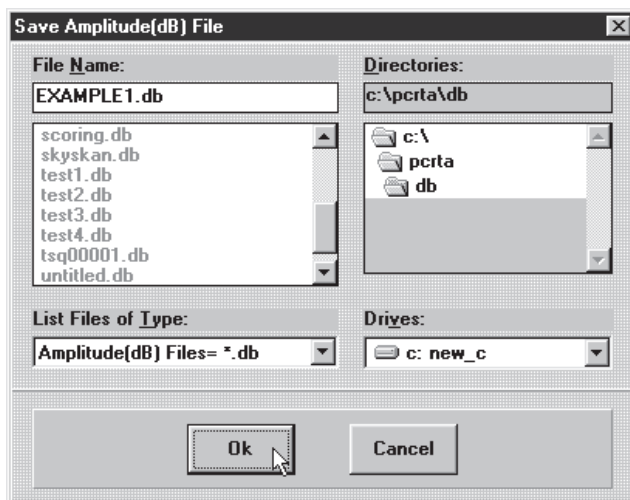 Save Amplitude(dB) File
File Name:
EXAMPLE1.db
scoring.db
skyskan.db
test1.db
test2.db
test3.db
test4.db
tsq00001.db
untitled.db
List Files of Type:
Amplitude(dB) Files= *.db
Directories:
c:\pcrta\db
c:\
pcrta
db
Drives:
c: new_c
Ok
Cancel